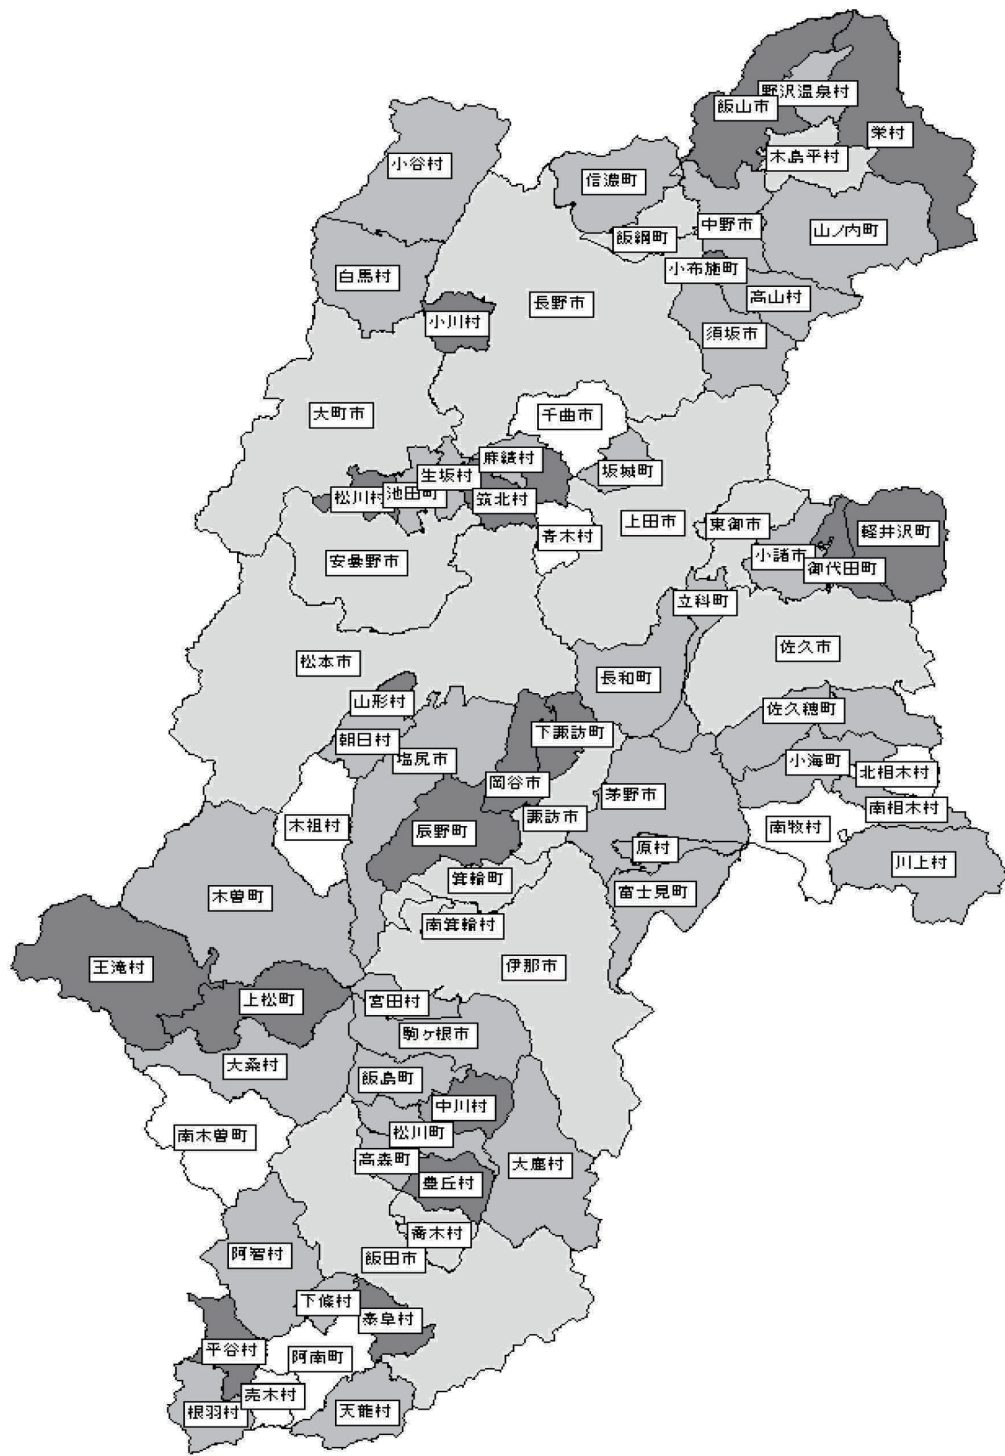 野沢温泉村
飯山市
栄村
木島平村
小谷村
信濃町
中野市
山ノ内町
飯綱町
小布施町
白馬村
高山村
長野市
小川村
須坂市
大町市
千曲市
麻績村
坂城町
生坂村
池田町
松川村
筑北村
上田市
東御市
軽井沢町
青木村
小諸市
安曇野市
御代田町
立科町
佐久市
松本市
長和町
山形村
佐久穂町
下諏訪町
朝日村
塩尻市
小海町
北相木村
岡谷市
茅野市
南相木村
諏訪市
木祖村
辰野町
南牧村
原村
川上村
箕輪町
富士見町
木曽町
南箕輪村
王滝村
伊那市
上松町
宮田村
駒ヶ根市
大桑村
飯島町
中川村
南木曽町
松川町
高森町
大鹿村
豊丘村
喬木村
阿智村
飯田市
下條村
泰阜村
平谷村
阿南町
売木村
根羽村
天龍村